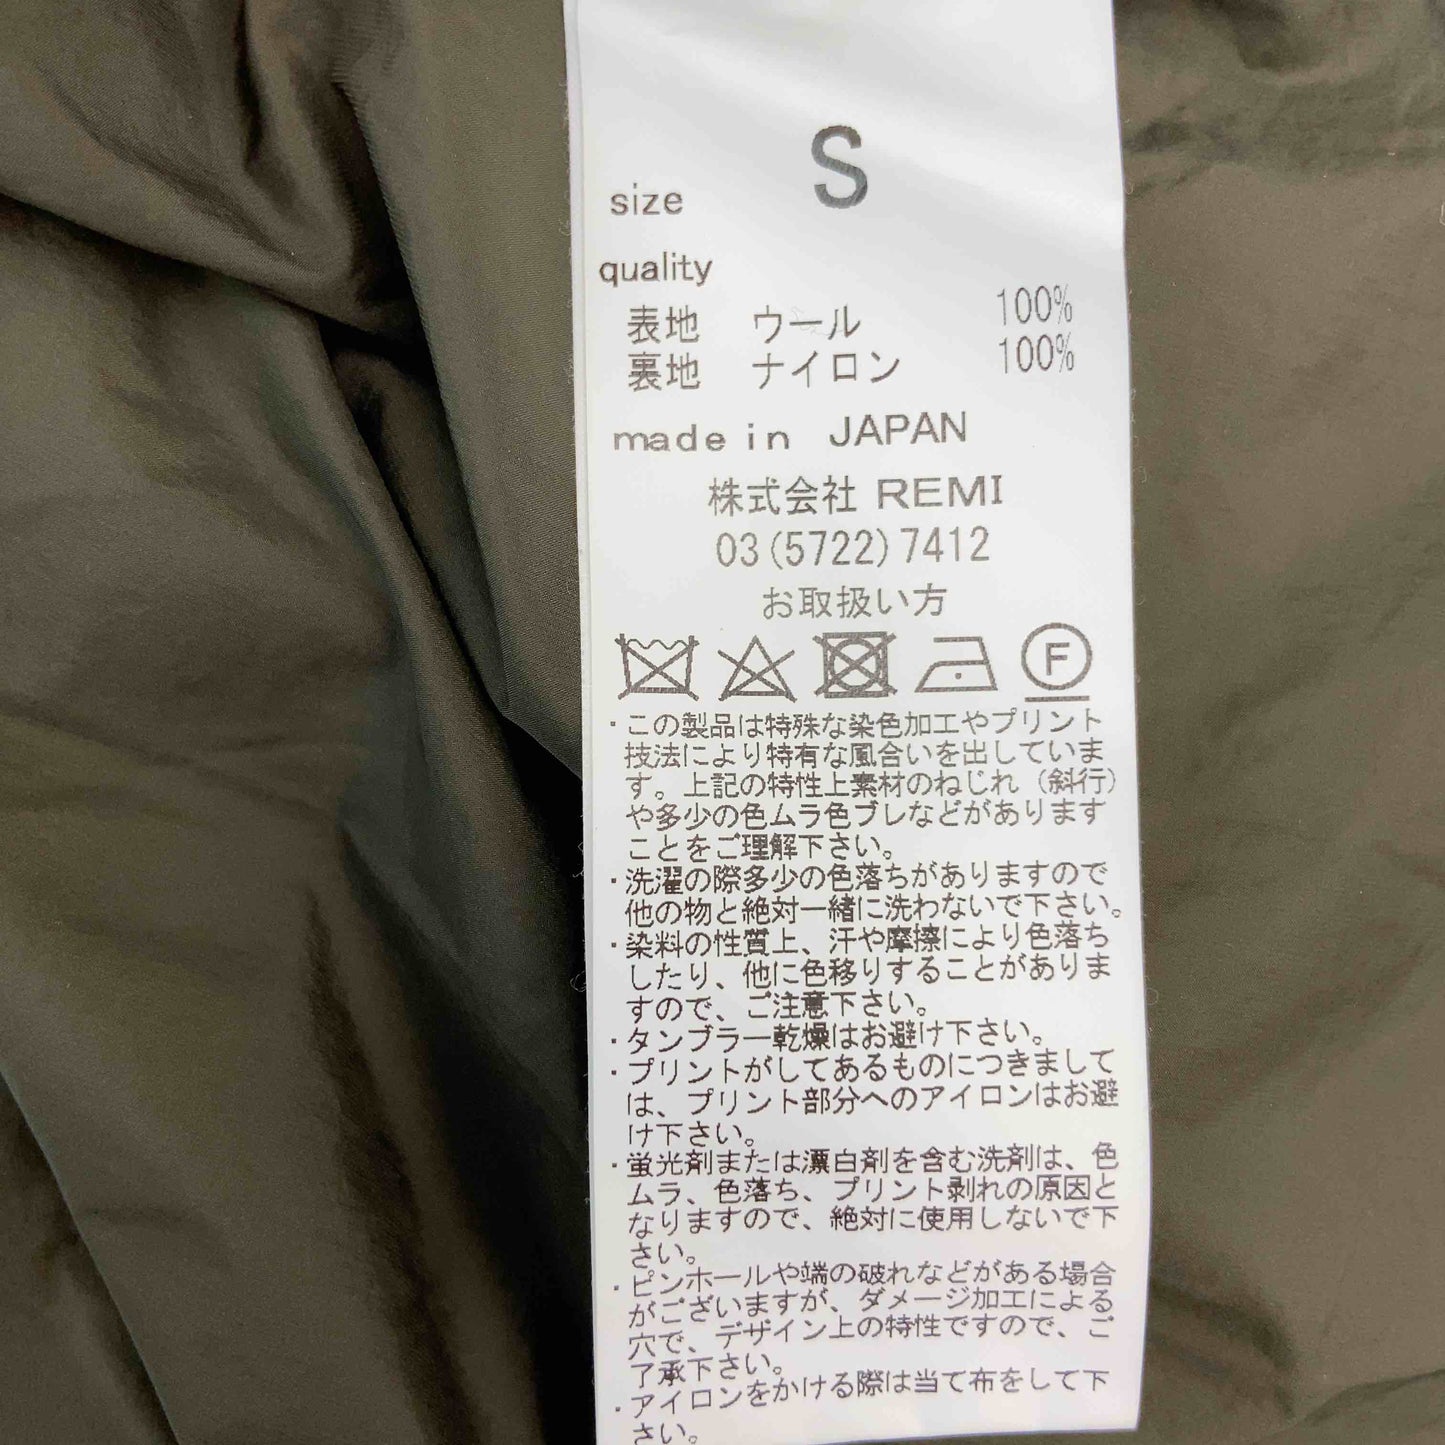 S
size
quality
表地 ウール 100%
裏地 ナイロン 100%
made in JAPAN
株式会社 REMI
03(5722)7412
お取扱い方
F
・この製品は特殊な染色加工やプリント
技法により特有な風合いを出していま
す。上記の特性上素材のねじれ（斜行）
や多少の色ムラ色ブレなどがあります
ことをご理解下さい。
・洗濯の際多少の色落ちがありますので
他の物と絶対一緒に洗わないで下さい。
・染料の性質上、汗や摩擦により色落ち
したり、他に色移りすることがありま
すので、ご注意下さい。
・タンブラー乾燥はお避け下さい。
・プリントがしてあるものにつきまして
は、プリント部分へのアイロンはお避
け下さい。
・蛍光剤または漂白剤を含む洗剤は、色
ムラ、色落ち、プリント剥れの原因と
なりますので、絶対に使用しないで下
さい。
・ピンホールや端の破れなどがある場合
がございますが、ダメージ加工による
穴で、デザイン上の特性ですので、ご
了承下さい。
・アイロンをかける際は当て布をして下
さい。